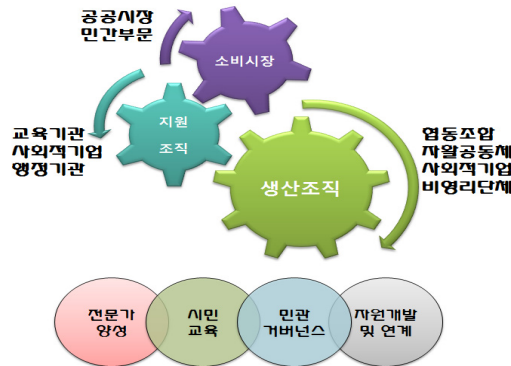 공공시장
민간부문
소비시장
지원
조직
교육기관
사회적기업
행정기관
생산조직
협동조합
자활공동체
사회적기업
비영리단체
전문가
양성
시민
교육
민관
거버넌스
자원개발
및 연계